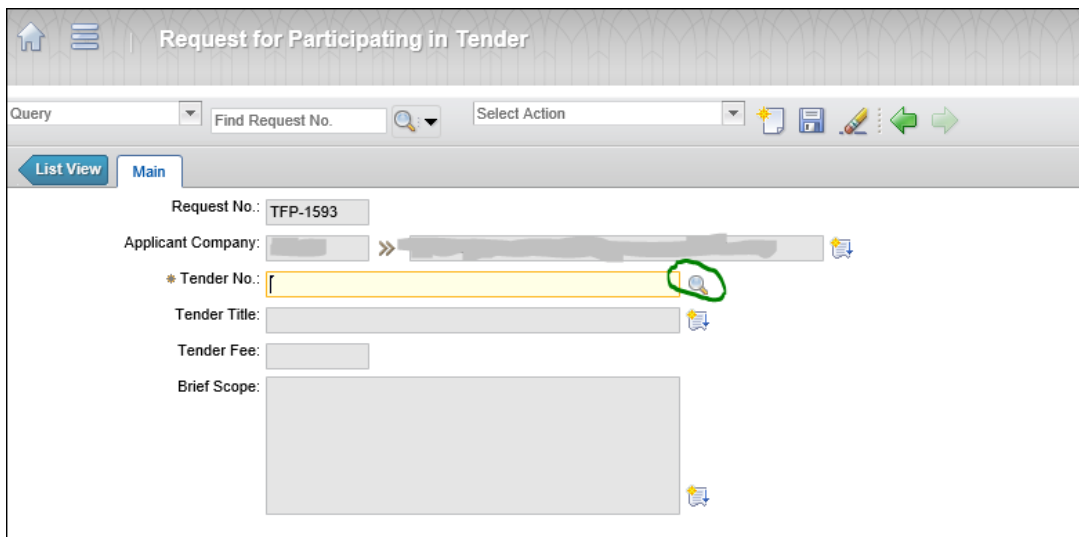 Request for Participating in Tender
Query Find Request No. Select Action
List View Main
Request No.: TFP-1593
Applicant Company:
* Tender No.:
Tender Title:
Tender Fee:
Brief Scope: